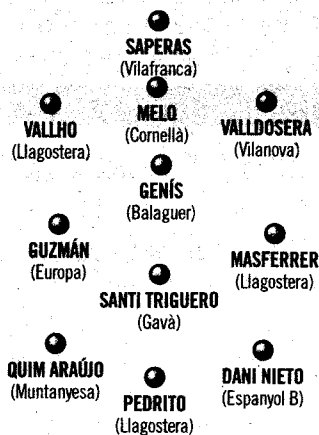 SAPERAS
(Vilafranca)
VALLHO
(Llagostera)
MELO
(Cornellà)
VALLDOSERA
(Vilanova)
GENÍS
(Balaguer)
GUZMÁN
(Europa)
MASFERRER
(Llagostera)
SANTI TRIGUERO
(Gavà)
QUIM ARAÚJO
(Muntanyesa)
PEDRITO
(Llagostera)
DANI NIETO
(Espanyol B)